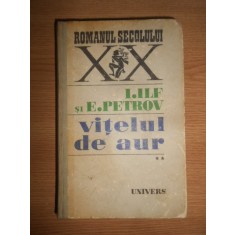 ROMANUL SECOLULUI
XX
I.ILF
și E.PETROV
vițelul
de aur
**
UNIVERS